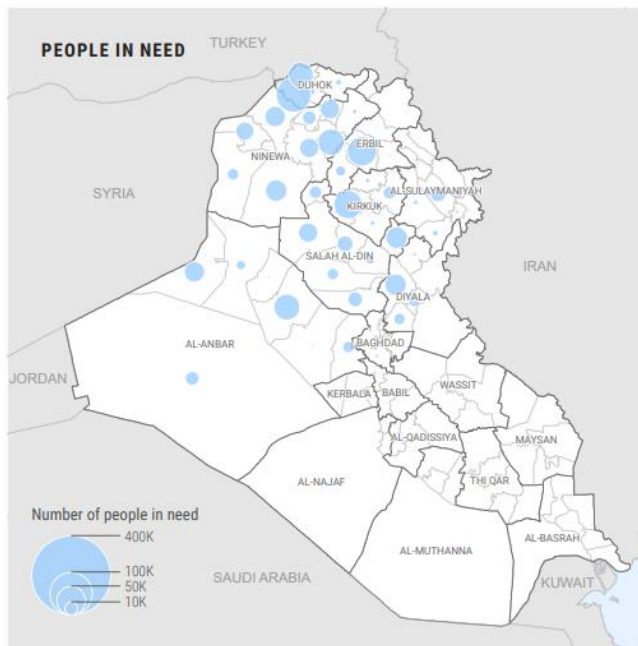 PEOPLE IN NEED
TURKEY
DUHOK
NINEWA
ERBIL
SYRIA
AL-SULAYMANIYAH
KIRKUK
SALAH AL-DIN
IRAN
DIYALA
AL-ANBAR
BAGHDAD
JORDAN
KERBALA
BABIL
WASSIT
AL-QADISSIYA
MAYSAN
AL-NAJAF
THI QAR
Number of people in need
400K
100K
50K
10K
AL-BASRAH
AL-MUTHANNA
SAUDI ARABIA
KUWAIT